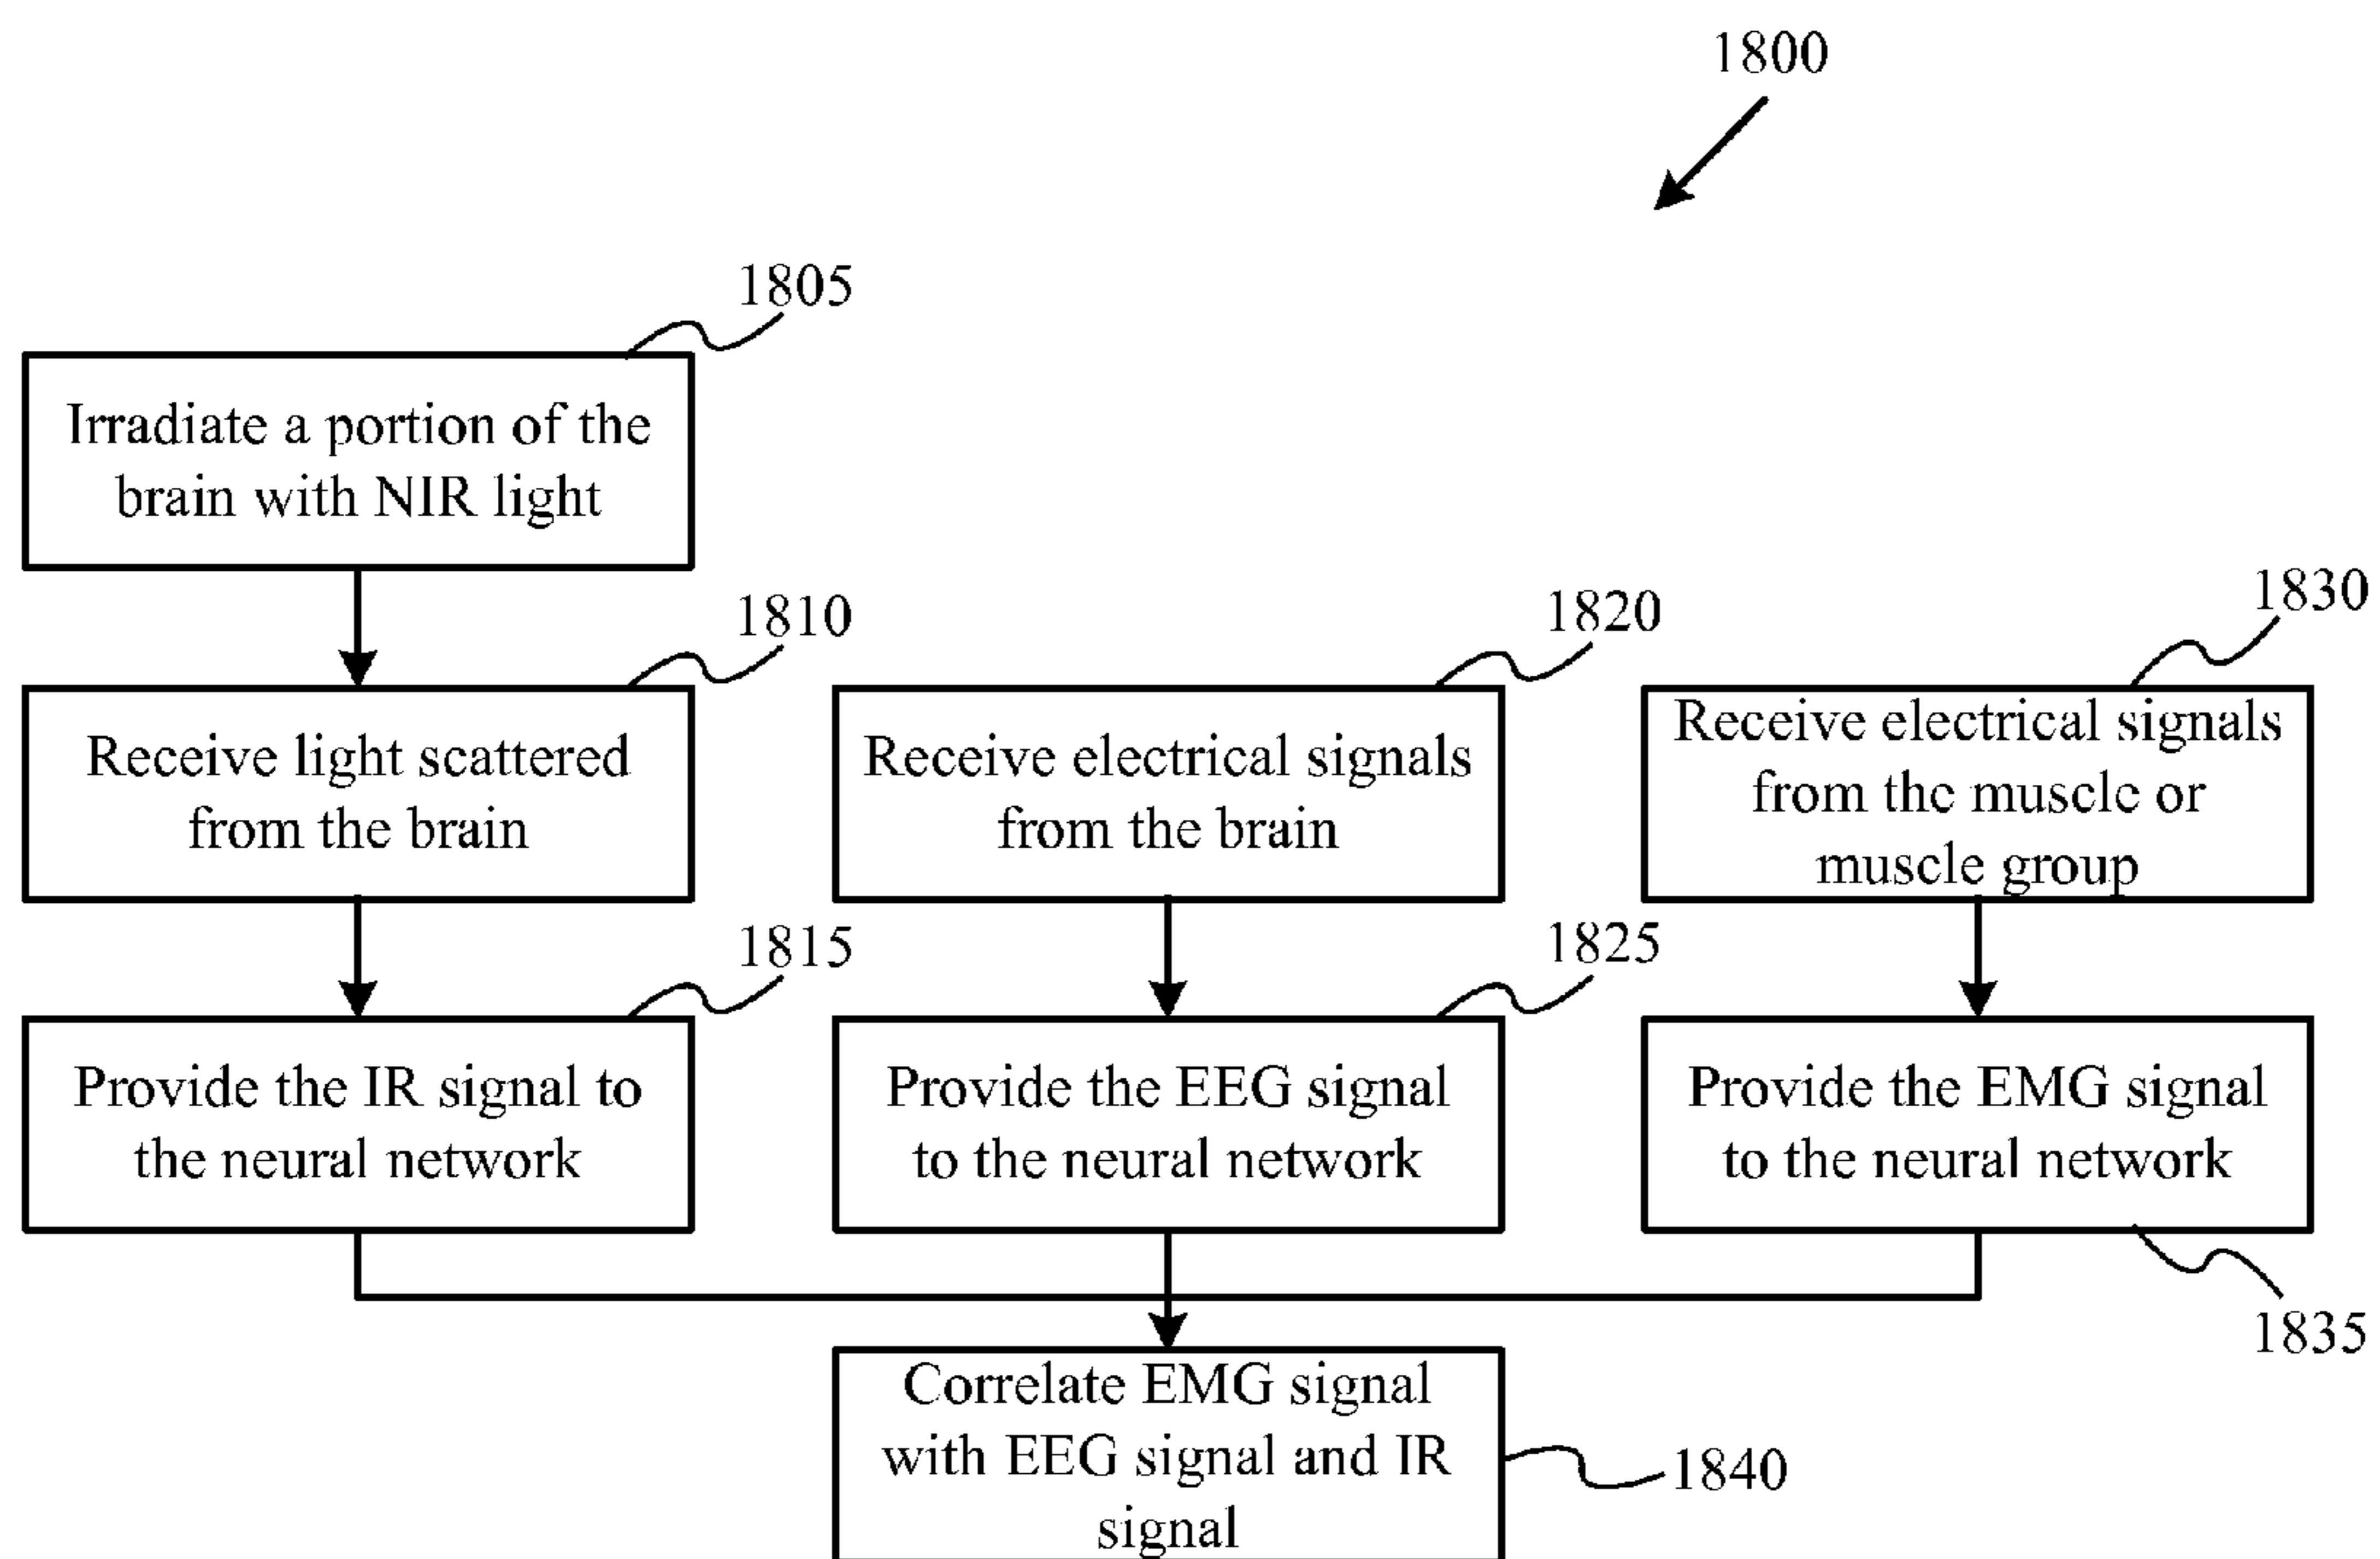 1800
1805
Irradiate a portion of the
brain with NIR light
1810
Receive light scattered
from the brain
1820
Receive electrical signals
from the brain
1830
Receive electrical signals
from the muscle or
muscle group
1815
Provide the IR signal to
the neural network
1825
Provide the EEG signal
to the neural network
Provide the EMG signal
to the neural network
1835
Correlate EMG signal
with EEG signal and IR
signal
1840